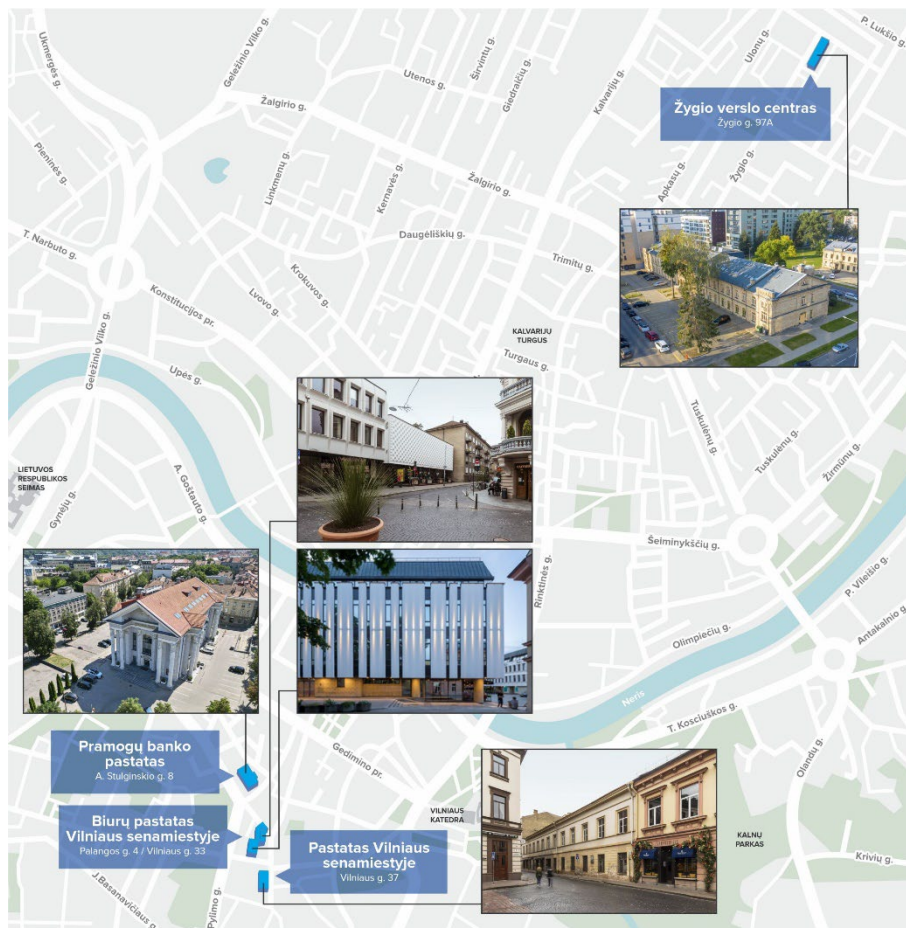 Ukmergės g.
Geležinio Vilko g.
Utenos g.
Širvintų g.
Giedraičių g.
Kalvarijų g.
Ulonų g.
P. Lukšio g.
Žygio verslo centras
Žygio g. 97A
Žalgirio g.
Pieninės g.
Linkmenų g.
Kernavės g.
Žalgirio g.
Apkasų g.
Žygio g.
T. Narbuto g.
Daugėliškių g.
Trimitų g.
Krokuvos g.
Lvovo g.
Konstitucijos pr.
Geležinio Vilko g.
KALVARIJŲ
TURGUS
Turgaus g.
Upės g.
Tuskulėnų g.
Tuskulėnų g.
Žirmūnų g.
LIETUVOS
RESPUBLIKOS
SEIMAS
Gynėjų g.
A. Goštauto g.
Šeiminyškčių g.
Rinktinės g.
P. Vileišio g.
Antakalnio g.
Olimpiečių g.
Neris
T. Kosciuškos g.
Olandų g.
Gedimino pr.
Pramogų banko
pastatas
A. Stulginskio g. 8
Biurų pastatas
Vilniaus senamiestyje
Palangos g. 4 / Vilniaus g. 33
VILNIAUS
KATEDRA
KALNŲ
PARKAS
Pastatas Vilniaus
senamiestyje
Vilniaus g. 37
Krivių g.
J.Basanavičiaus g.
Pylimo g.